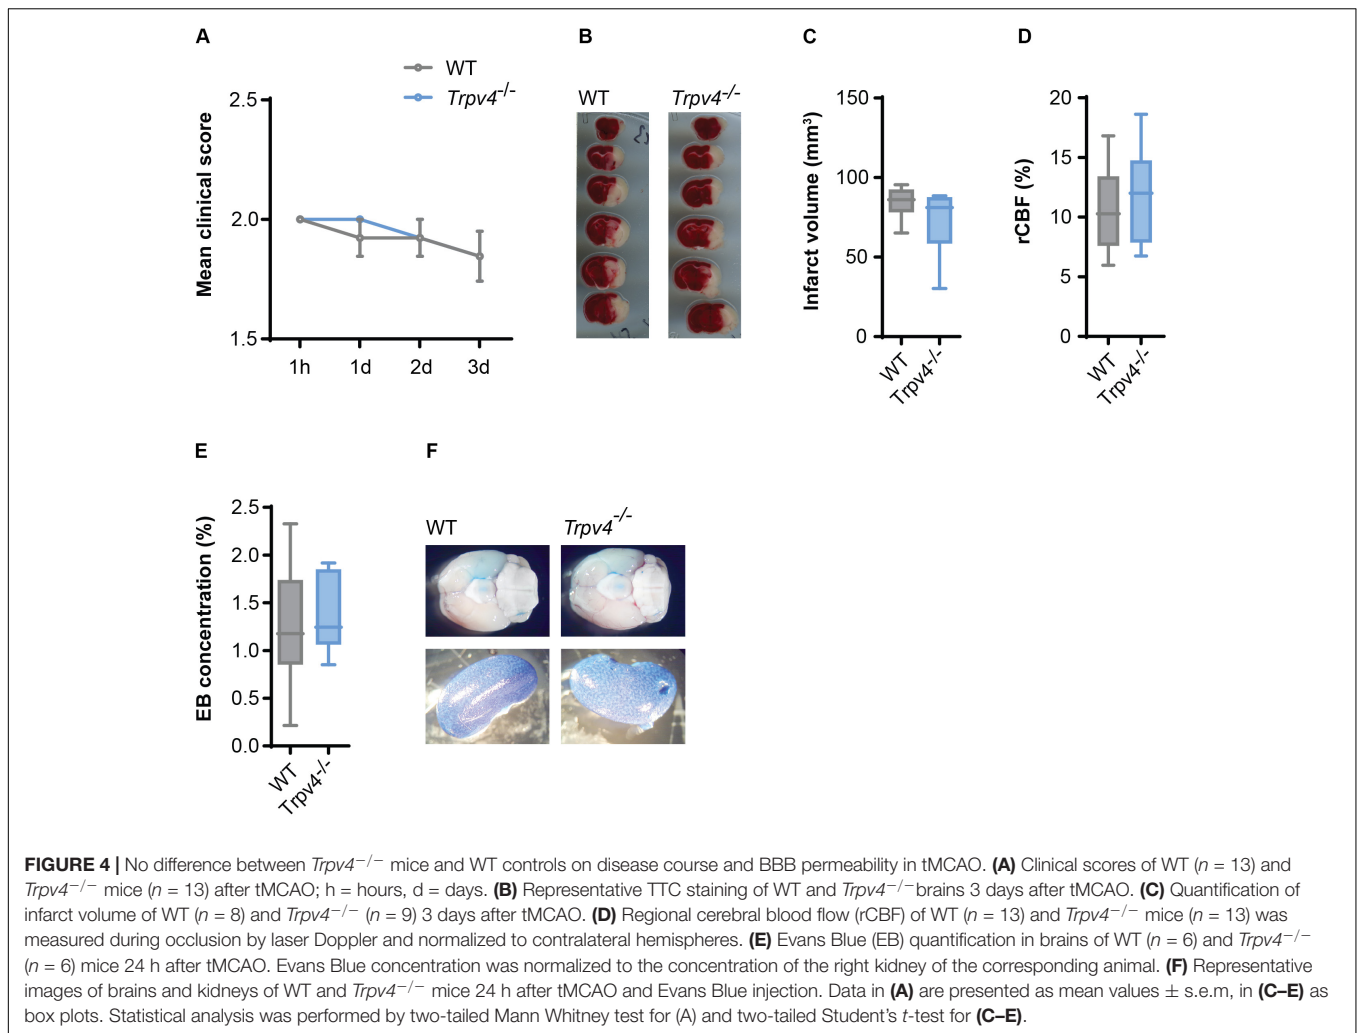 A
B
C
D
WT
Trpv4-/-
2.5
2.0
1.5
Mean clinical score
1h
1d
2d
3d
WT
Trpv4-/-
150
100
50
0
Infarct volume (mm³)
WT
Trpv4-/-
20
15
10
5
0
rCBF (%)
WT
Trpv4-/-
E
F
2.5
2.0
1.5
1.0
0.5
0.0
EB concentration (%)
WT
Trpv4-/-
WT
Trpv4-/-
FIGURE 4 | No difference between Trpv4−/− mice and WT controls on disease course and BBB permeability in tMCAO. (A) Clinical scores of WT (n = 13) and
Trpv4−/− mice (n = 13) after tMCAO; h = hours, d = days. (B) Representative TTC staining of WT and Trpv4−/−brains 3 days after tMCAO. (C) Quantification of
infarct volume of WT (n = 8) and Trpv4−/− (n = 9) 3 days after tMCAO. (D) Regional cerebral blood flow (rCBF) of WT (n = 13) and Trpv4−/− mice (n = 13) was
measured during occlusion by laser Doppler and normalized to contralateral hemispheres. (E) Evans Blue (EB) quantification in brains of WT (n = 6) and Trpv4−/−
(n = 6) mice 24 h after tMCAO. Evans Blue concentration was normalized to the concentration of the right kidney of the corresponding animal. (F) Representative
images of brains and kidneys of WT and Trpv4−/− mice 24 h after tMCAO and Evans Blue injection. Data in (A) are presented as mean values ± s.e.m, in (C–E) as
box plots. Statistical analysis was performed by two-tailed Mann Whitney test for (A) and two-tailed Student's t-test for (C–E).